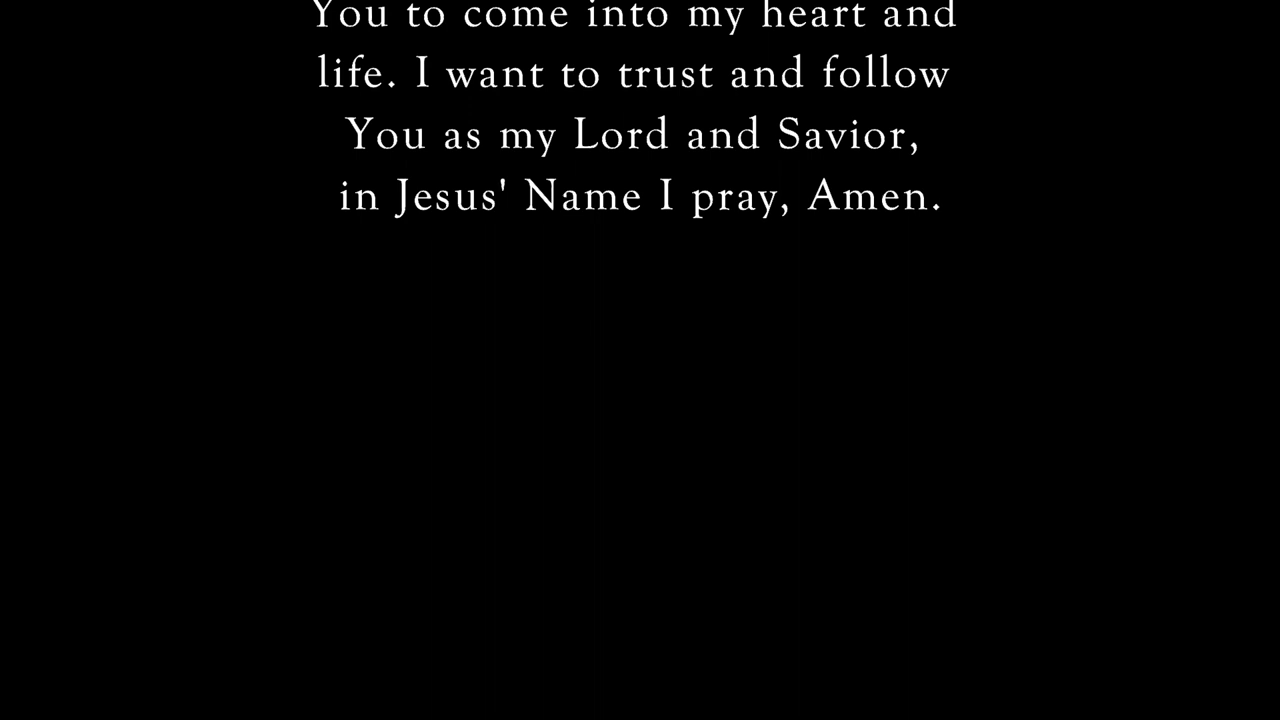 You to come into my heart and
life. I want to trust and follow
You as my Lord and Savior,
in Jesus' Name I pray, Amen.